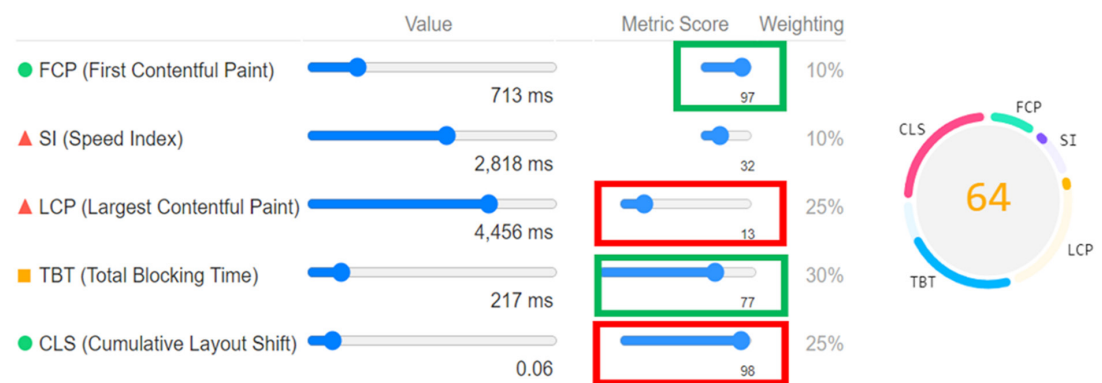 Value Metric Score Weighting
FCP (First Contentful Paint) 10%
713 ms 97
SI (Speed Index) 10%
2,818 ms 32
LCP (Largest Contentful Paint) 25%
4,456 ms 13
TBT (Total Blocking Time) 30%
217 ms 77
CLS (Cumulative Layout Shift) 25%
0.06 98
FCP
CLS
SI
64
LCP
TBT